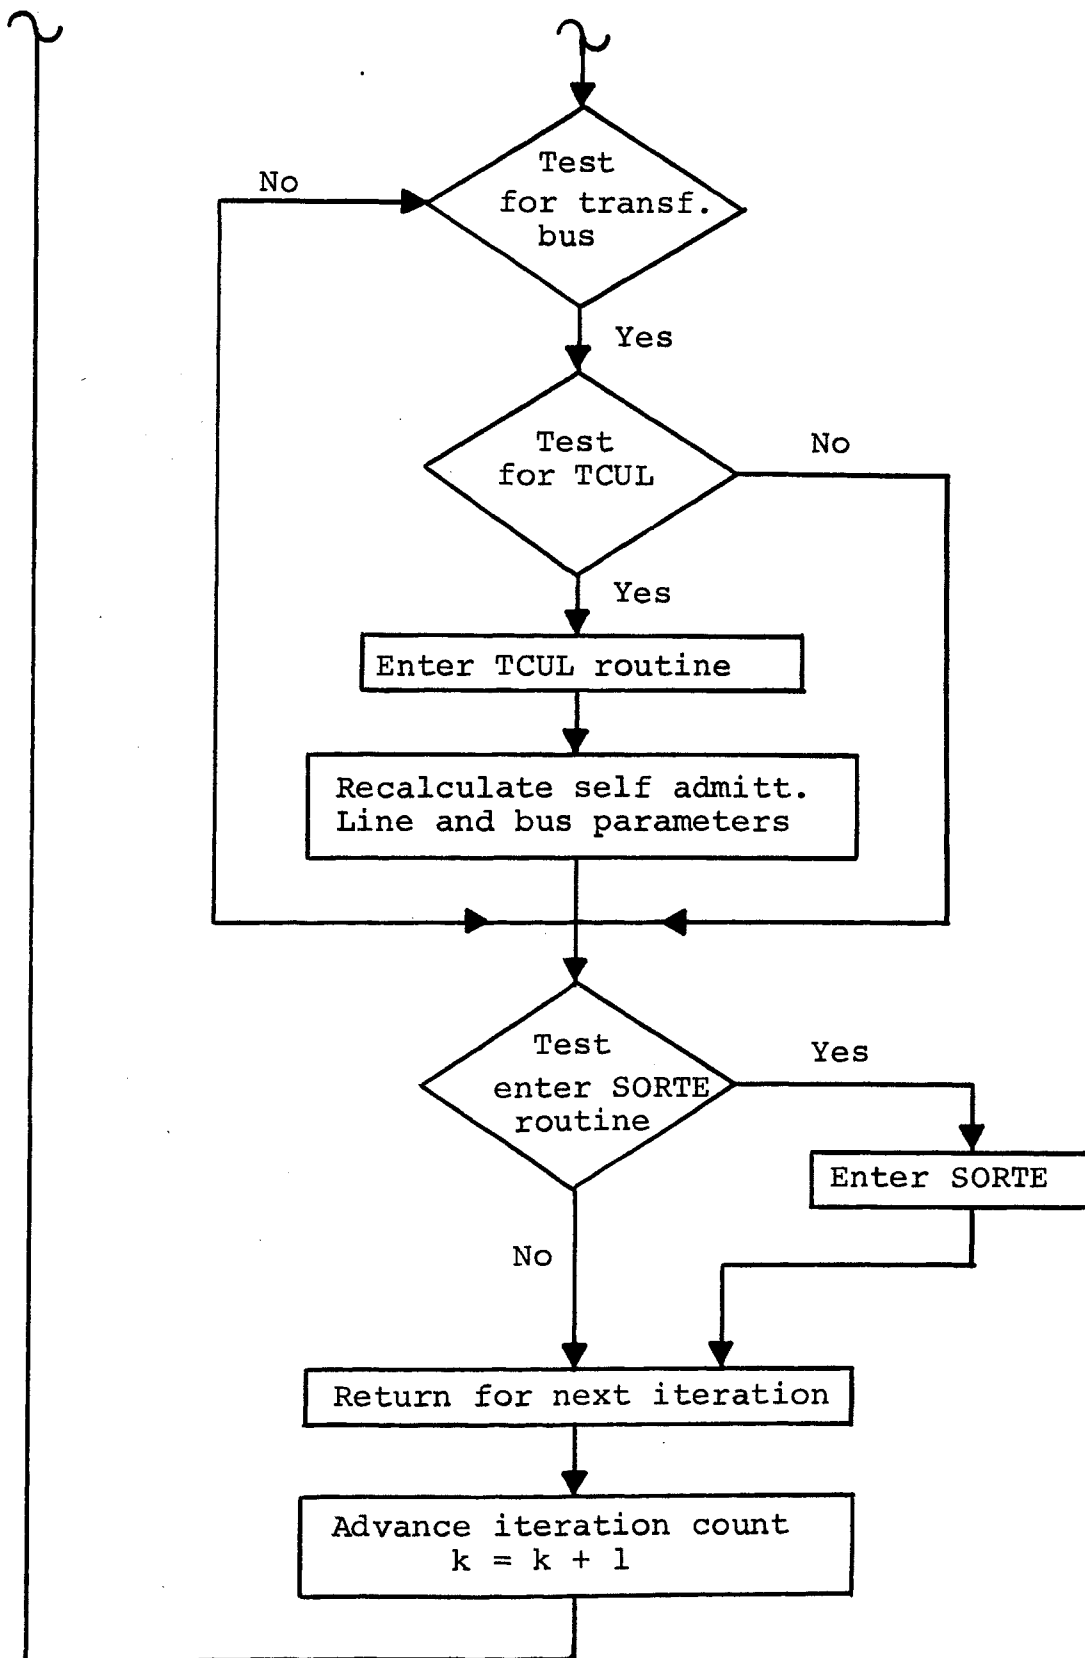 Test
for transf.
bus
No
Yes
Test
for TCUL
No
Yes
Enter TCUL routine
Recalculate self admitt.
Line and bus parameters
Test
enter SORTE
routine
Yes
Enter SORTE
No
Return for next iteration
Advance iteration count
k = k + 1